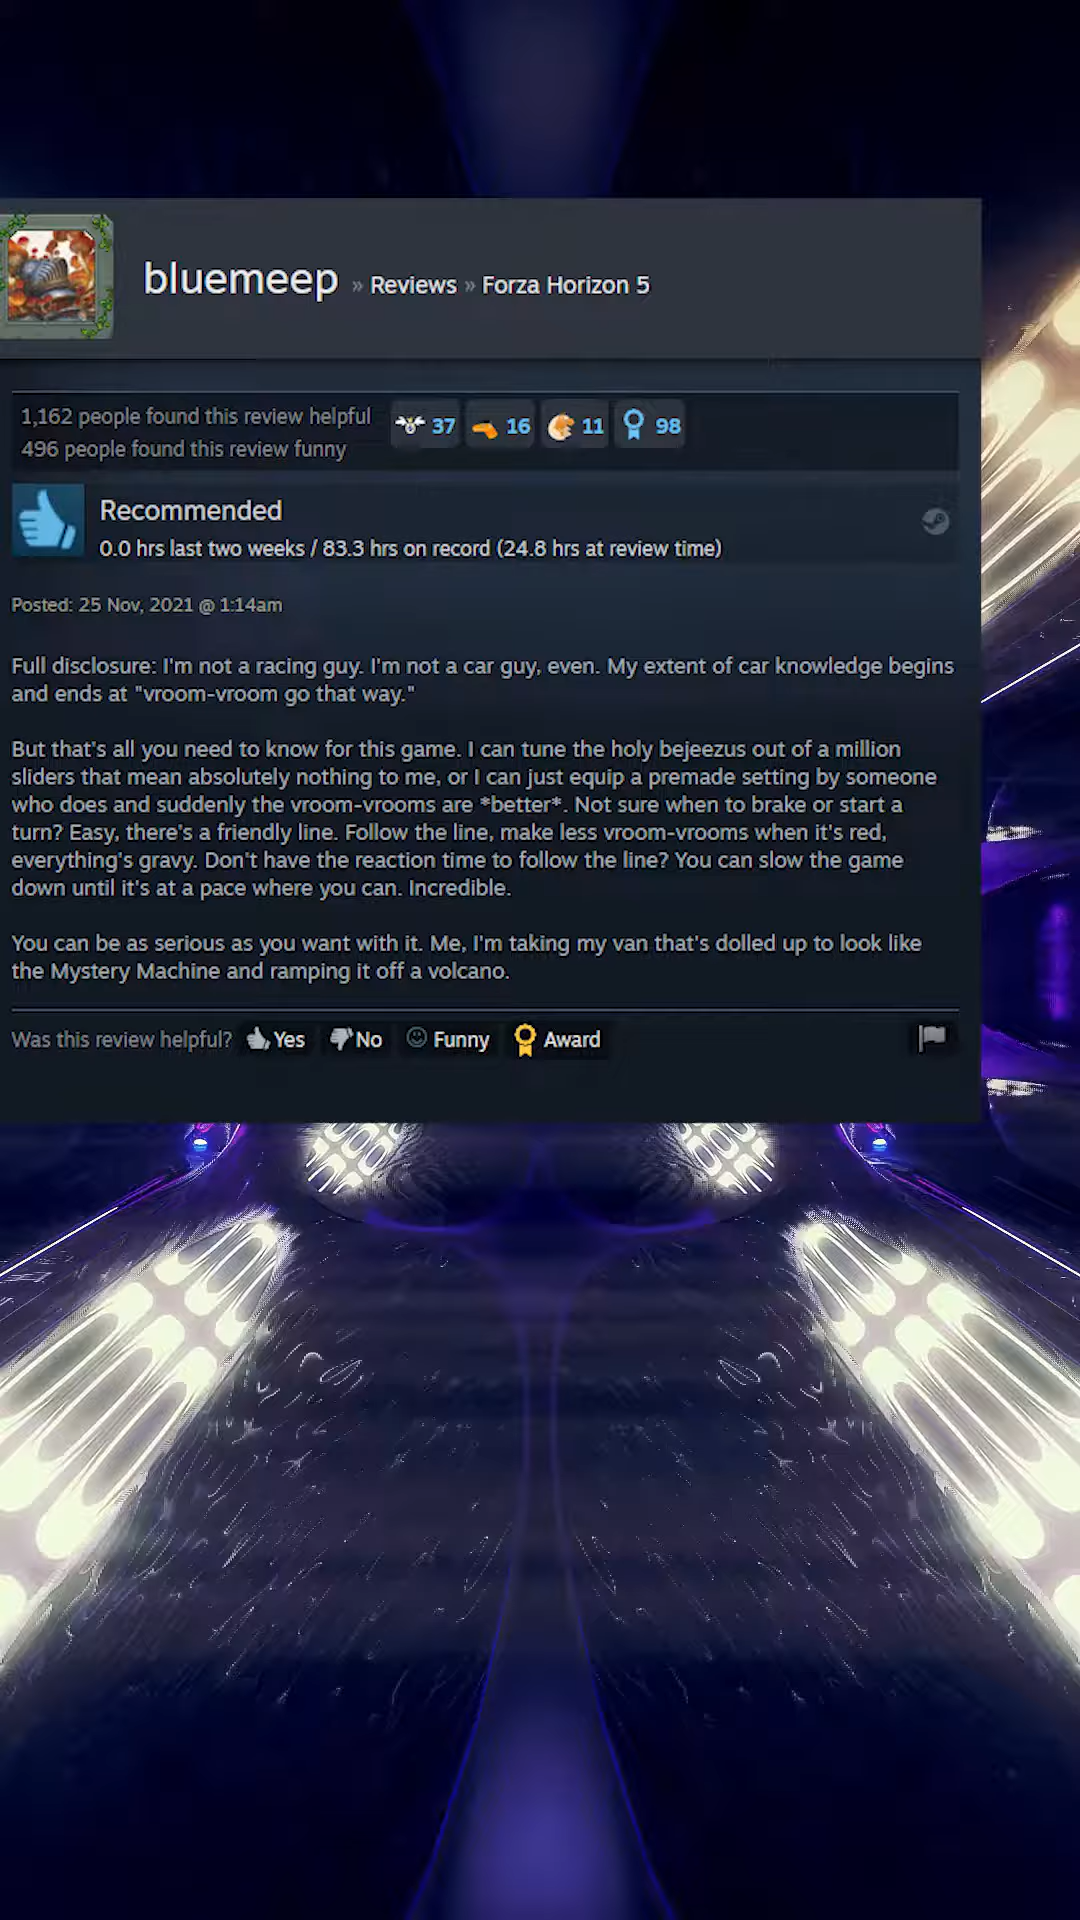 bluemeep » Reviews » Forza Horizon 5
1,162 people found this review helpful
496 people found this review funny
37 16 11 98
Recommended
0.0 hrs last two weeks / 83.3 hrs on record (24.8 hrs at review time)
Posted: 25 Nov, 2021 @ 1:14am
Full disclosure: I'm not a racing guy. I'm not a car guy, even. My extent of car knowledge begins
and ends at "vroom-vroom go that way."
But that's all you need to know for this game. I can tune the holy bejeezus out of a million
sliders that mean absolutely nothing to me, or I can just equip a premade setting by someone
who does and suddenly the vroom-vrooms are *better*. Not sure when to brake or start a
turn? Easy, there's a friendly line. Follow the line, make less vroom-vrooms when it's red,
everything's gravy. Don't have the reaction time to follow the line? You can slow the game
down until it's at a pace where you can. Incredible.
You can be as serious as you want with it. Me, I'm taking my van that's dolled up to look like
the Mystery Machine and ramping it off a volcano.
Was this review helpful? Yes No Funny Award